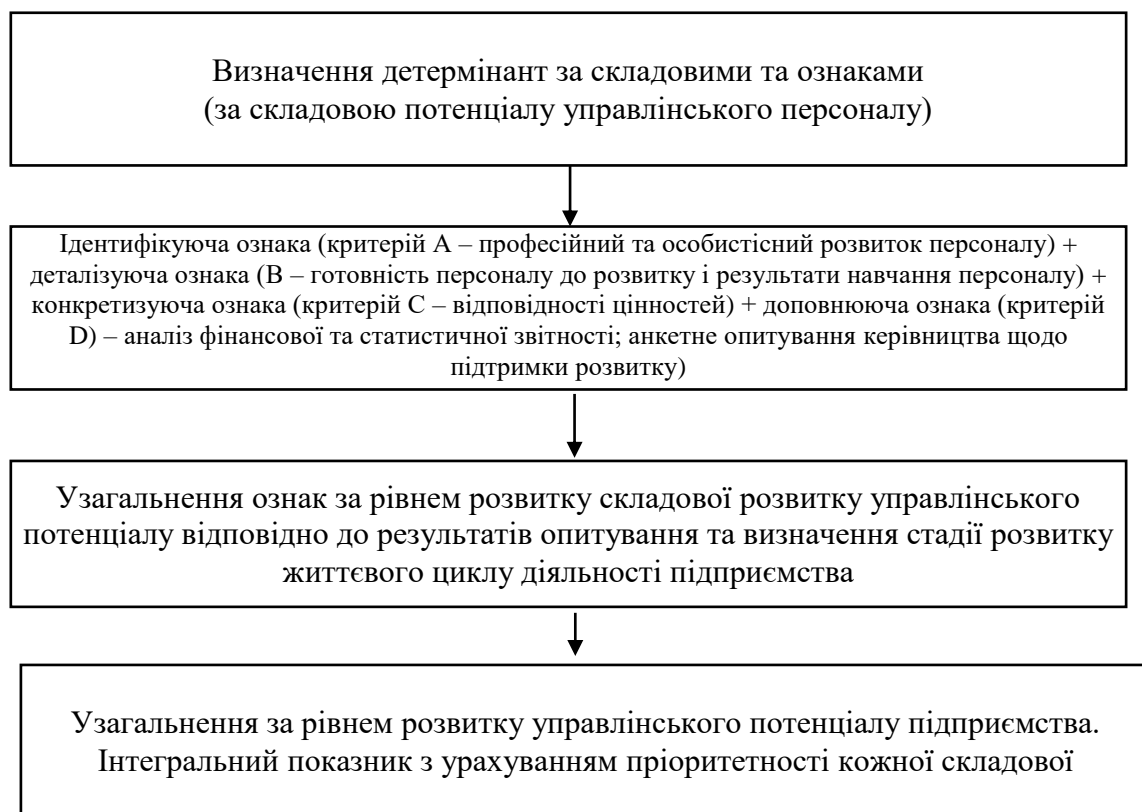 Визначення детермінант за складовими та ознаками
(за складовою потенціалу управлінського персоналу)
Ідентифікуюча ознака (критерій А – професійний та особистісний розвиток персоналу) +
деталізуюча ознака (В – готовність персоналу до розвитку і результати навчання персоналу) +
конкретизуюча ознака (критерій С – відповідності цінностей) + доповнююча ознака (критерій
D) – аналіз фінансової та статистичної звітності; анкетне опитування керівництва щодо
підтримки розвитку)
Узагальнення ознак за рівнем розвитку складової розвитку управлінського
потенціалу відповідно до результатів опитування та визначення стадії розвитку
життєвого циклу діяльності підприємства
Узагальнення за рівнем розвитку управлінського потенціалу підприємства.
Інтегральний показник з урахуванням пріоритетності кожної складової